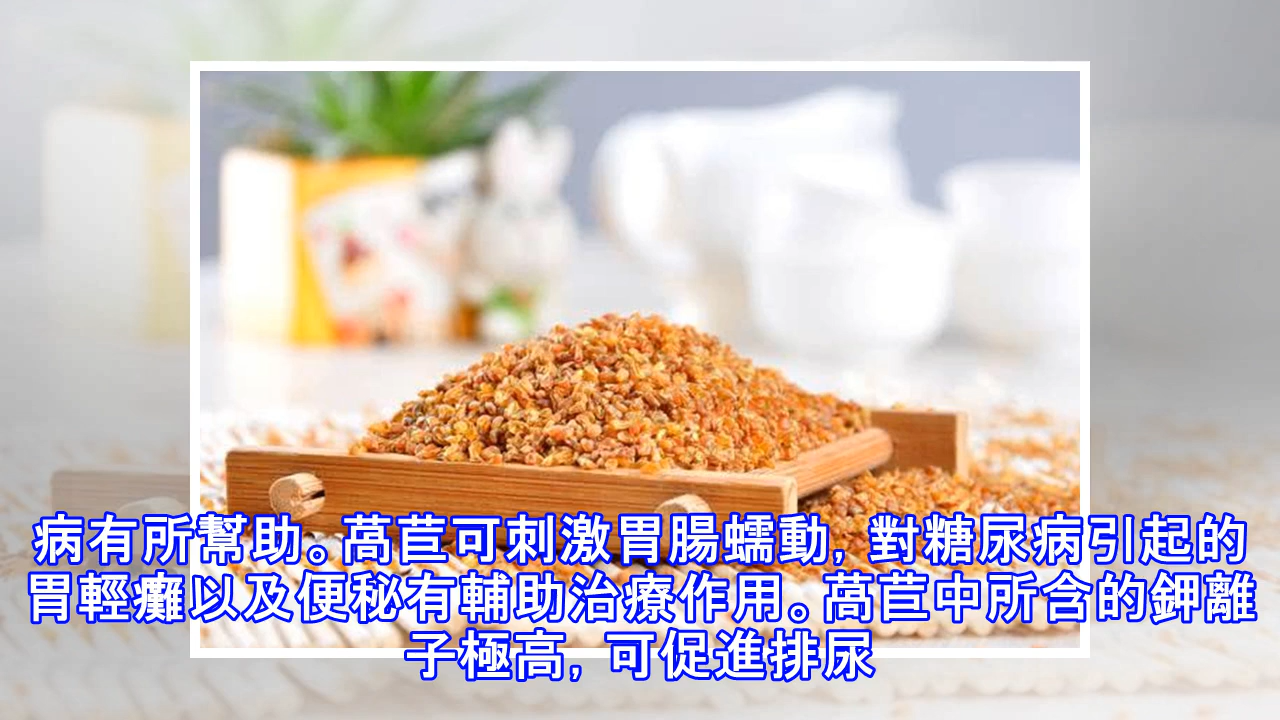 病有所幫助。萵苣可刺激胃腸蠕動, 對糖尿病引起的
胃輕癱以及便秘有輔助治療作用。萵苣中所含的鉀離
子極高, 可促進排尿